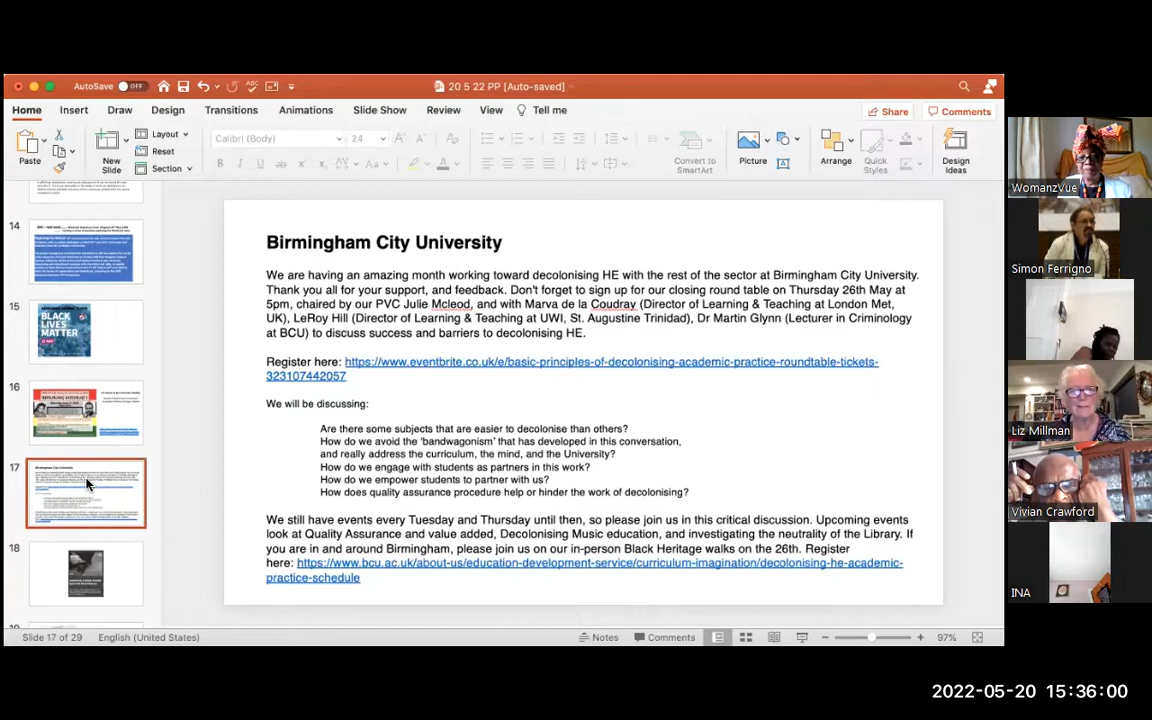 AutoSave OFF
20 5 22 PP [Auto-saved]
Home Insert Draw Design Transitions Animations Slide Show Review View Tell me
Share Comments
Paste
New Slide
Layout
Reset
Section
Calibri (Body) 24
Convert to SmartArt
Picture
Arrange
Quick Styles
Design Ideas
14
15
BLACK LIVES MATTER
16
17
18
Birmingham City University
We are having an amazing month working toward decolonising HE with the rest of the sector at Birmingham City University.
Thank you all for your support, and feedback. Don't forget to sign up for our closing round table on Thursday 26th May at
5pm, chaired by our PVC Julie Mcleod, and with Marva de la Coudray (Director of Learning & Teaching at London Met,
UK), LeRoy Hill (Director of Learning & Teaching at UWI, St. Augustine Trinidad), Dr Martin Glynn (Lecturer in Criminology
at BCU) to discuss success and barriers to decolonising HE.
Register here: https://www.eventbrite.co.uk/e/basic-principles-of-decolonising-academic-practice-roundtable-tickets-
323107442057
We will be discussing:
Are there some subjects that are easier to decolonise than others?
How do we avoid the ‘bandwagonism’ that has developed in this conversation,
and really address the curriculum, the mind, and the University?
How do we engage with students as partners in this work?
How do we empower students to partner with us?
How does quality assurance procedure help or hinder the work of decolonising?
We still have events every Tuesday and Thursday until then, so please join us in this critical discussion. Upcoming events
look at Quality Assurance and value added, Decolonising Music education, and investigating the neutrality of the Library. If
you are in and around Birmingham, please join us on our in-person Black Heritage walks on the 26th. Register
here: https://www.bcu.ac.uk/about-us/education-development-service/curriculum-imagination/decolonising-he-academic-
practice-schedule
Slide 17 of 29 English (United States)
Notes Comments 97%
WomanzVue
Simon Ferrigno
Liz Millman
Vivian Crawford
INA
2022-05-20 15:36:00